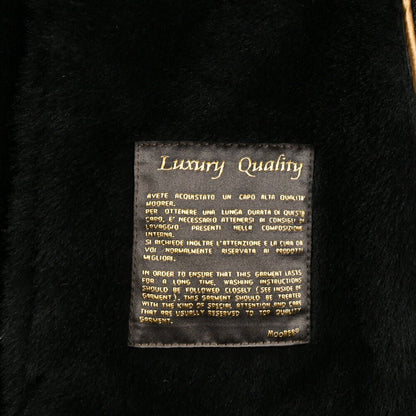 Luxury Quality
AVETE ACQUISTATO UN CAPO ALTA QUALITA'
MOORER.
PER OTTENERE UNA LUNGA DURATA DI QUESTO
CAPO, E' NECESSARIO ATTENERSI AI CONSIGLI DI
LAVAGGIO PRESENTI NELLA COMPOSIZIONE
INTERNA.
SI RICHIEDE INOLTRE L'ATTENZIONE E LA CURA DA
VOI NORMALMENTE RISERVATA AI PRODOTTI
MIGLIORI.
IN ORDER TO ENSURE THAT THIS GARMENT LASTS
FOR A LONG TIME, WASHING INSTRUCTIONS
SHOULD BE FOLLOWED CLOSELY (SEE INSIDE OF
GARMENT). THIS GARMENT SHOULD BE TREATED
WITH THE KIND OF SPECIAL ATTENTION AND CARE
THAT ARE USUALLY RESERVED TO TOP QUALITY
GARMENT.
MOORER®